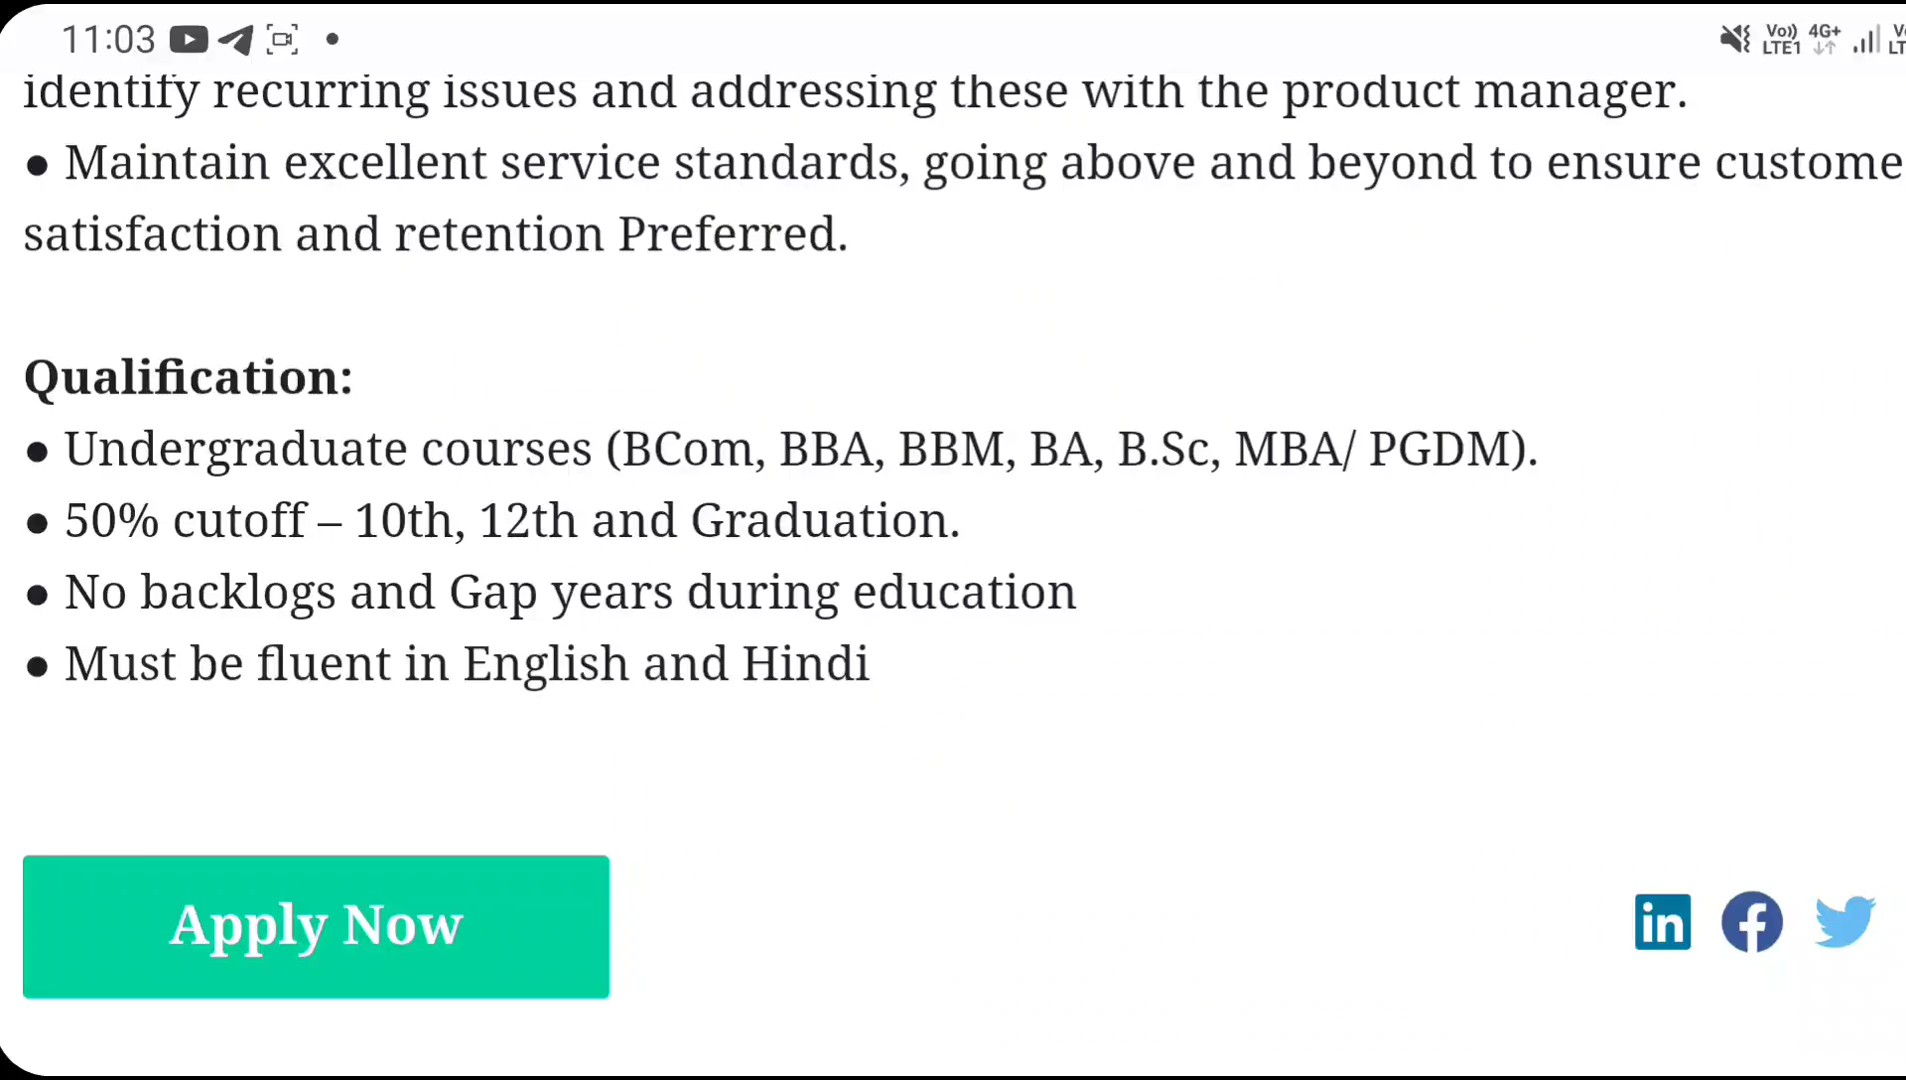 11:03 Vo)) LTE1 4G+
identify recurring issues and addressing these with the product manager.
● Maintain excellent service standards, going above and beyond to ensure custome
satisfaction and retention Preferred.
Qualification:
● Undergraduate courses (BCom, BBA, BBM, BA, B.Sc, MBA/ PGDM).
● 50% cutoff – 10th, 12th and Graduation.
● No backlogs and Gap years during education
● Must be fluent in English and Hindi
Apply Now
in